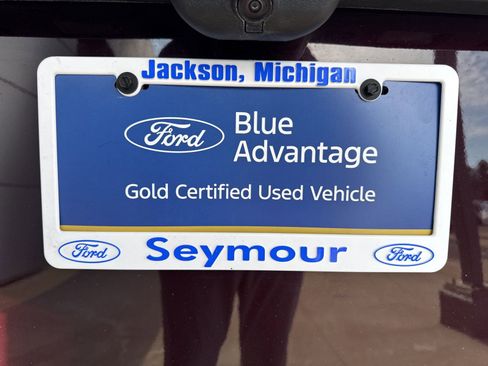 Jackson, Michigan
Ford
Blue
Advantage
Gold Certified Used Vehicle
Ford Seymour Ford